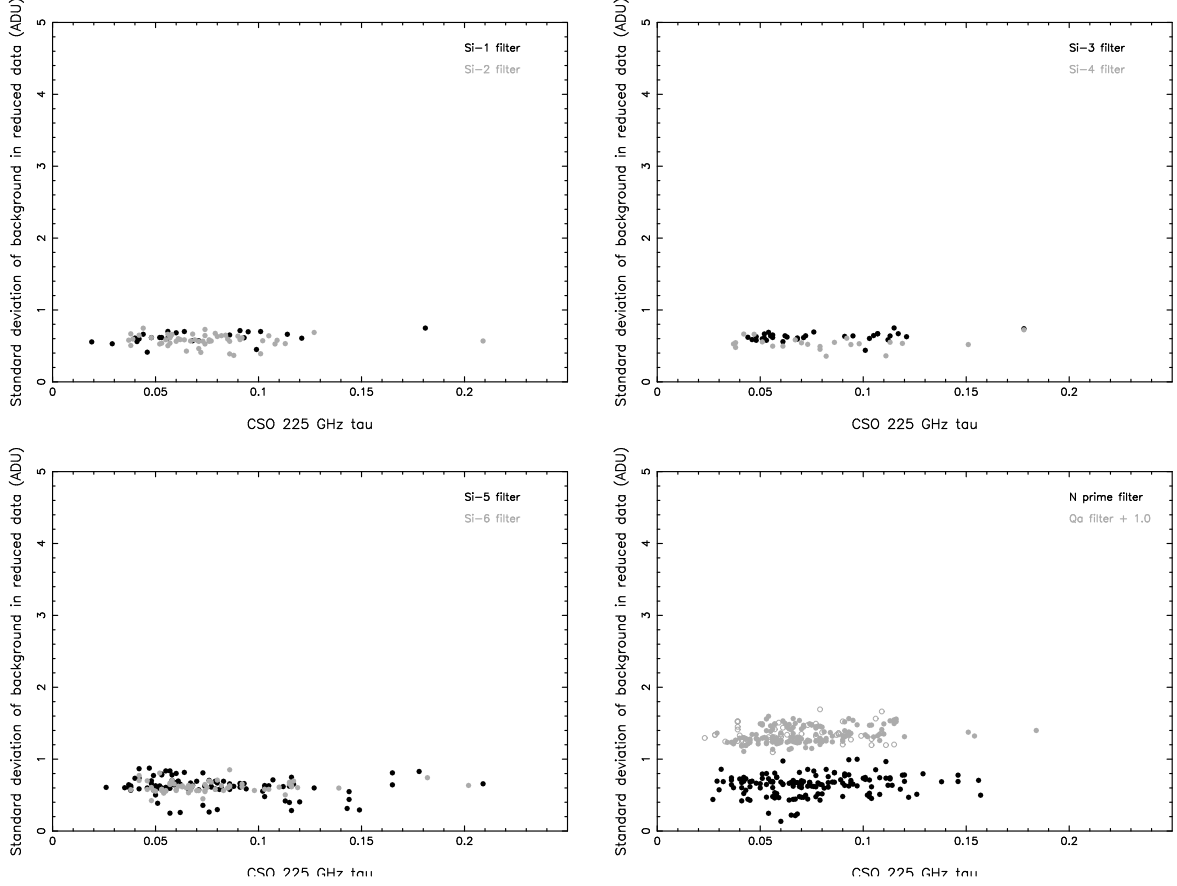 Standard deviation of background in reduced data (ADU)
5
4
3
2
1
0
Si-1 filter
Si-2 filter
0 0.05 0.1 0.15 0.2
CSO 225 GHz tau
Standard deviation of background in reduced data (ADU)
5
4
3
2
1
0
Si-3 filter
Si-4 filter
0 0.05 0.1 0.15 0.2
CSO 225 GHz tau
Standard deviation of background in reduced data (ADU)
5
4
3
2
1
0
Si-5 filter
Si-6 filter
0 0.05 0.1 0.15 0.2
CSO 225 GHz tau
Standard deviation of background in reduced data (ADU)
5
4
3
2
1
0
N prime filter
Qa filter + 1.0
0 0.05 0.1 0.15 0.2
CSO 225 GHz tau